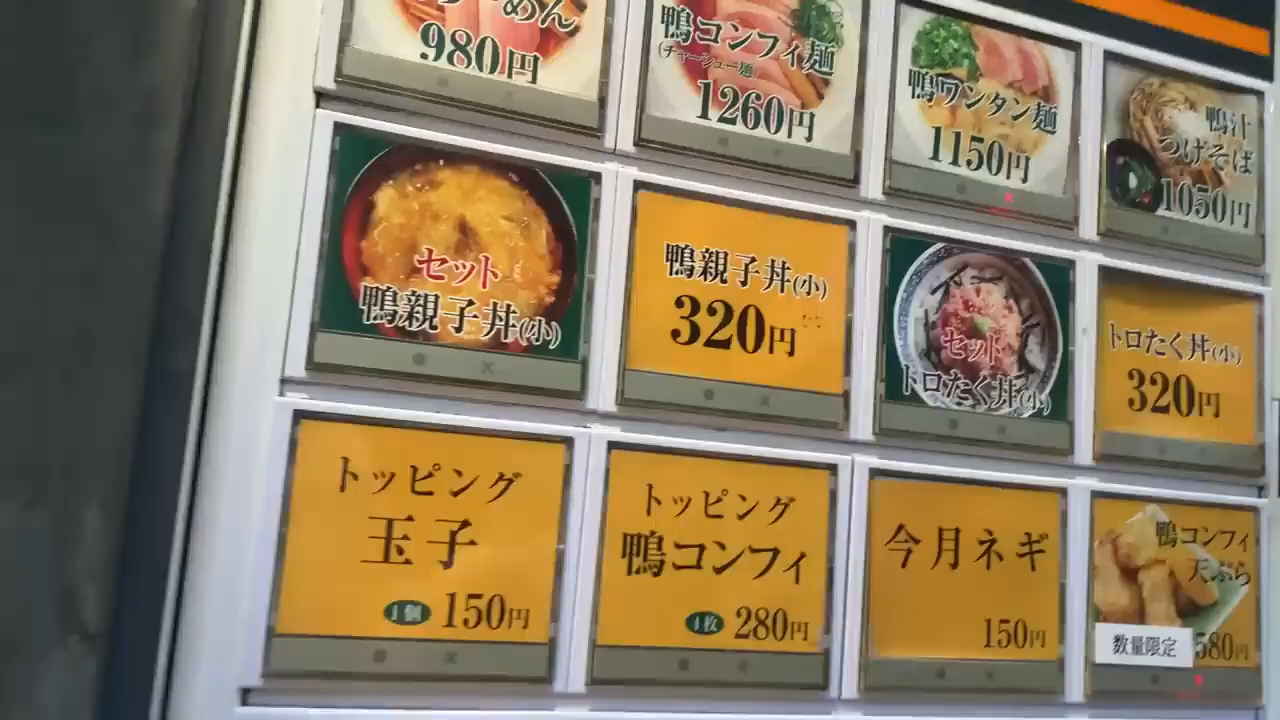 らーめん
980円
鴨コンフィ麺
(チャーシュー麺)
1260円
鴨ワンタン麺
1150円
鴨汁
つけそば
1050円
セット
鴨親子丼(小)
鴨親子丼(小)
320円
セット
トロたく丼(小)
トロたく丼(小)
320円
トッピング
玉子
1個 150円
トッピング
鴨コンフィ
4枚 280円
今月ネギ
150円
鴨コンフィ
天ぷら
数量限定 580円